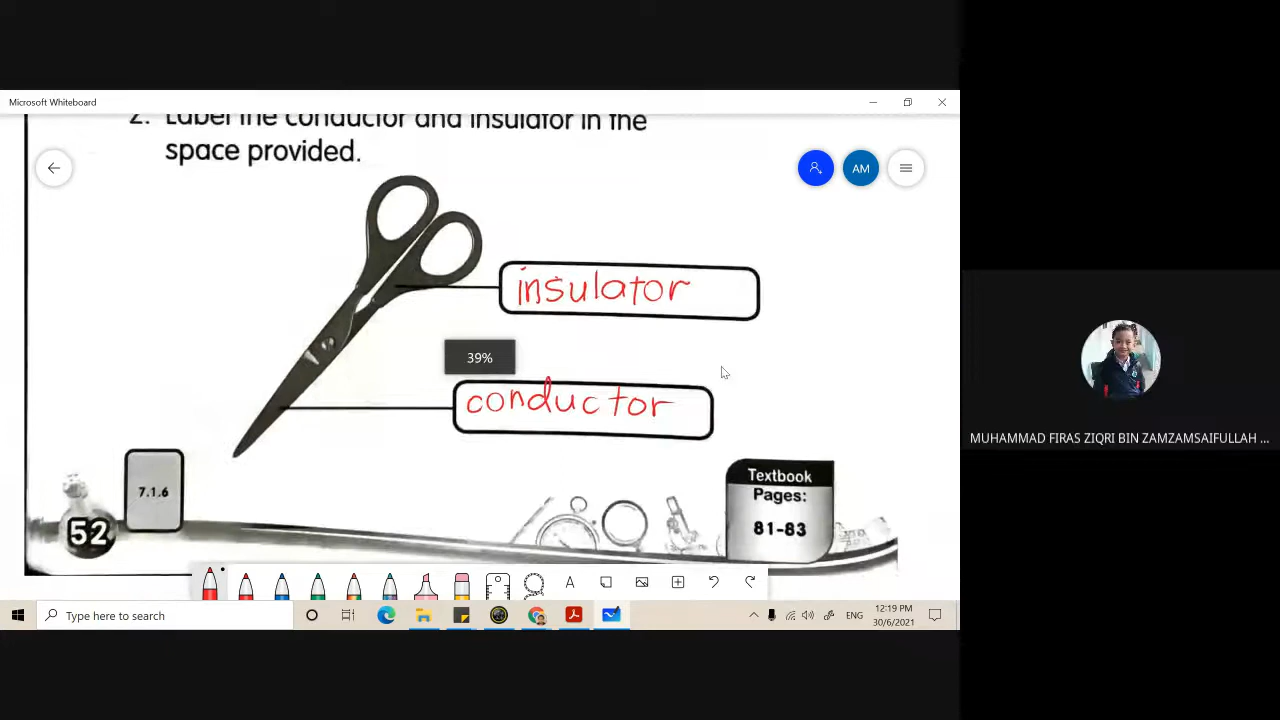 Microsoft Whiteboard
2. Label the conductor and insulator in the
space provided.
AM
insulator
39%
conductor
MUHAMMAD FIRAS ZIQRI BIN ZAMZAMSAIFULLAH ...
7.1.6
52
Textbook
Pages:
81-83
A
Type here to search
ENG
12:19 PM
30/6/2021